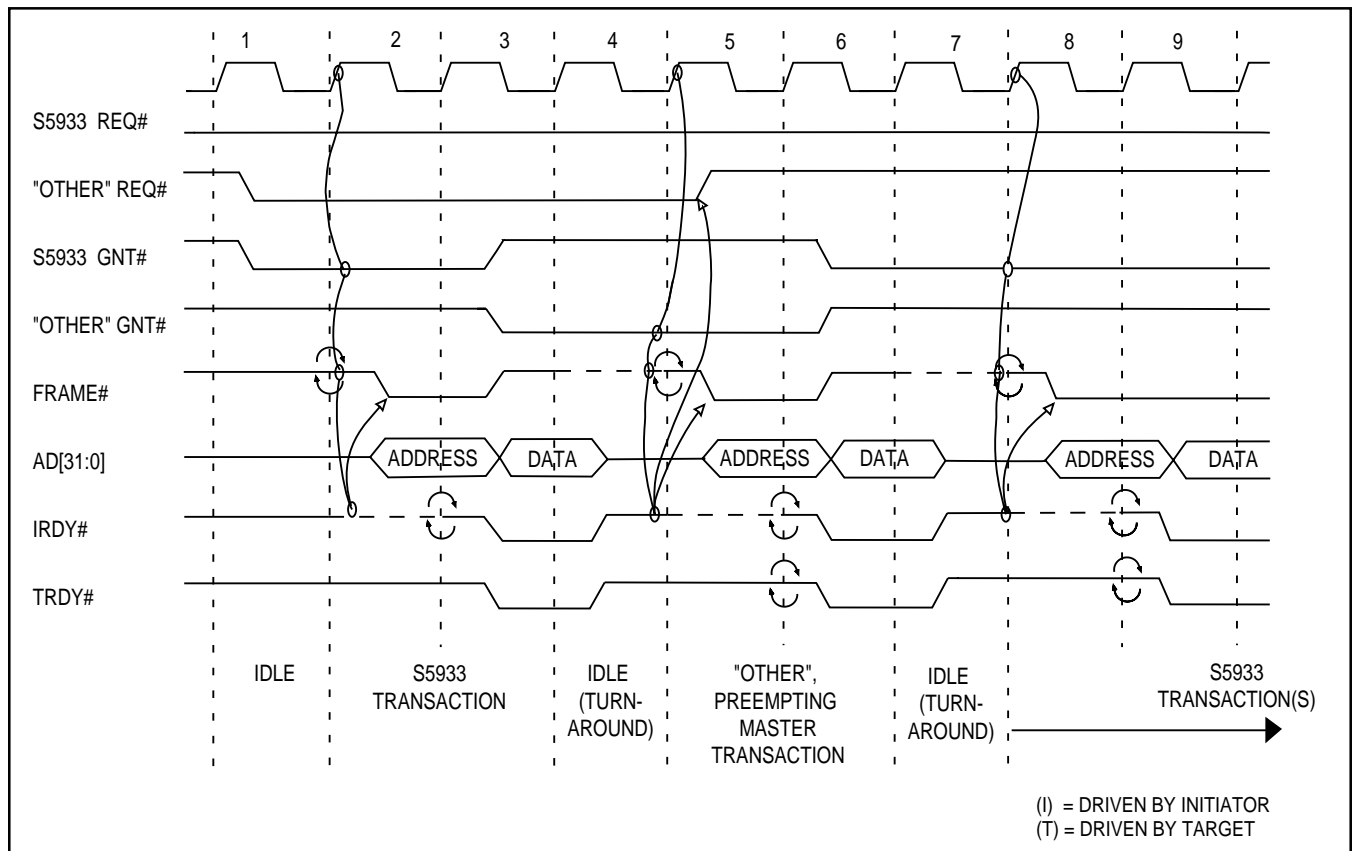 1 2 3 4 5 6 7 8 9
S5933 REQ#
"OTHER" REQ#
S5933 GNT#
"OTHER" GNT#
FRAME#
AD[31:0]
ADDRESS DATA ADDRESS DATA ADDRESS DATA
IRDY#
TRDY#
IDLE
S5933
TRANSACTION
IDLE
(TURN-
AROUND)
"OTHER",
PREEMPTING
MASTER
TRANSACTION
IDLE
(TURN-
AROUND)
S5933
TRANSACTION(S)
(I) = DRIVEN BY INITIATOR
(T) = DRIVEN BY TARGET